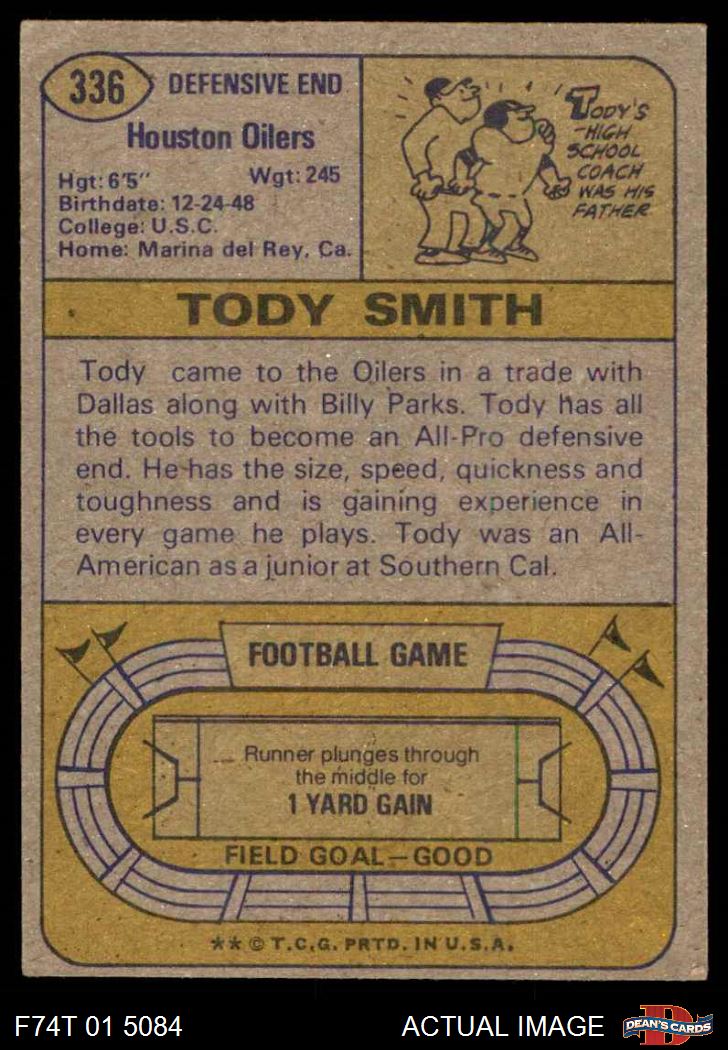 336
DEFENSIVE END
Houston Oilers
Hgt: 6'5" Wgt: 245
Birthdate: 12-24-48
College: U.S.C.
Home: Marina del Rey, Ca.
TODY'S
HIGH
SCHOOL
COACH
WAS HIS
FATHER
TODY SMITH
Tody came to the Oilers in a trade with
Dallas along with Billy Parks. Tody has all
the tools to become an All-Pro defensive
end. He has the size, speed, quickness and
toughness and is gaining experience in
every game he plays. Tody was an All-
American as a junior at Southern Cal.
FOOTBALL GAME
Runner plunges through
the middle for
1 YARD GAIN
FIELD GOAL—GOOD
** © T.C.G. PRTD. IN U.S.A.
F74T 01 5084 ACTUAL IMAGE
D
DEAN'S CARDS